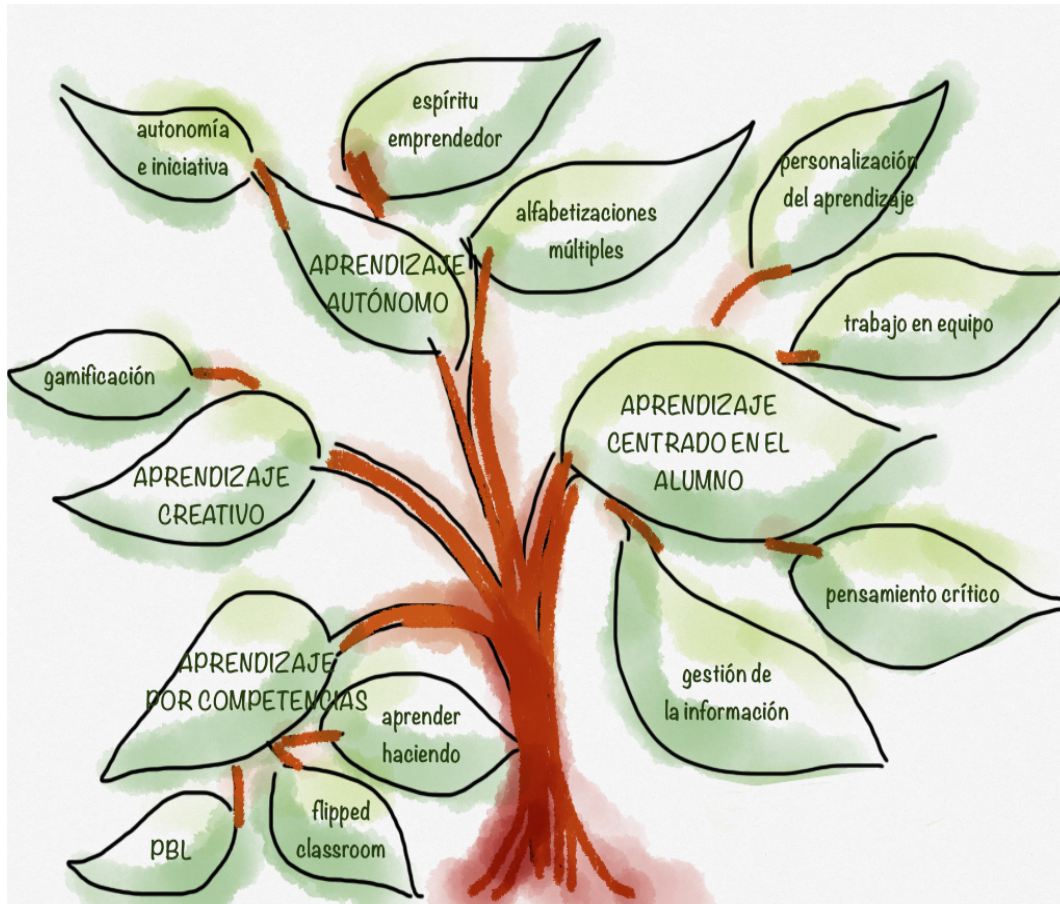 espíritu
emprendedor
autonomía
e iniciativa
personalización
del aprendizaje
alfabetizaciones
múltiples
APRENDIZAJE
AUTÓNOMO
trabajo en equipo
gamificación
APRENDIZAJE
CENTRADO EN EL
ALUMNO
APRENDIZAJE
CREATIVO
pensamiento crítico
APRENDIZAJE
POR COMPETENCIAS
gestión de
la información
aprender
haciendo
flipped
classroom
PBL